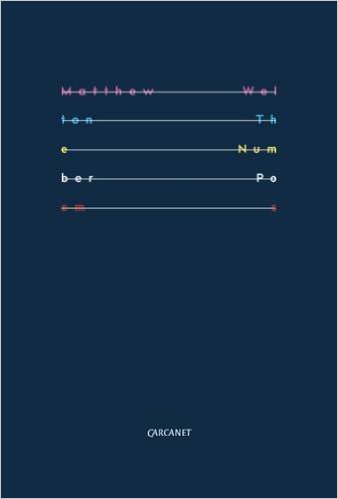 Matthew Wel
ton Th
e Num
ber Po
em s
CARCANET